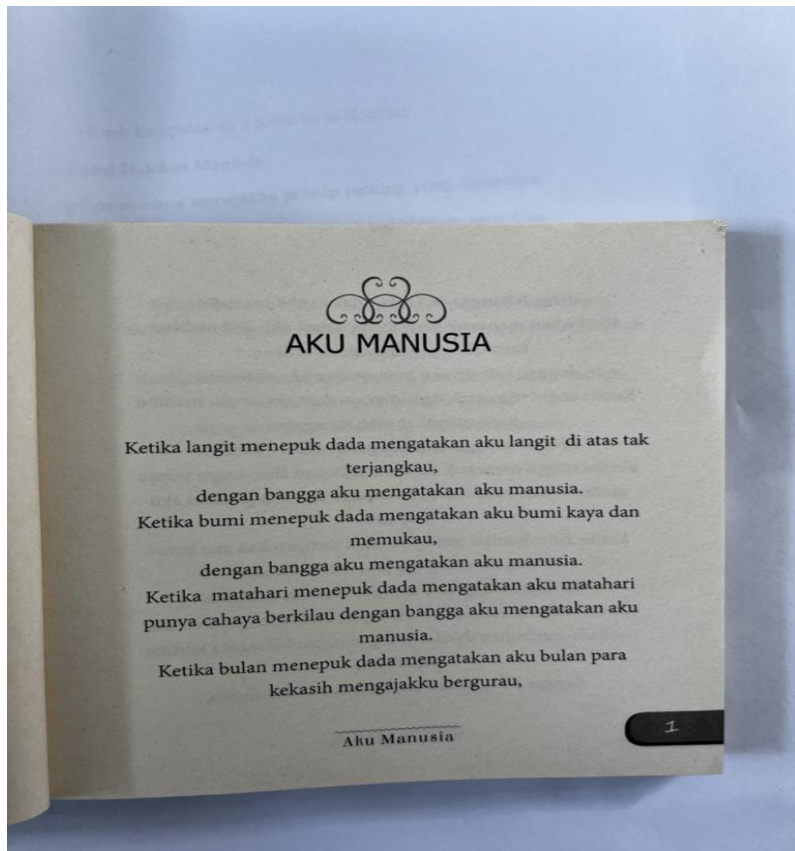 AKU MANUSIA
Ketika langit menepuk dada mengatakan aku langit di atas tak
terjangkau,
dengan bangga aku mengatakan aku manusia.
Ketika bumi menepuk dada mengatakan aku bumi kaya dan
memukau,
dengan bangga aku mengatakan aku manusia.
Ketika matahari menepuk dada mengatakan aku matahari
punya cahaya berkilau dengan bangga aku mengatakan aku
manusia.
Ketika bulan menepuk dada mengatakan aku bulan para
kekasih mengajakku bergurau,
Aku Manusia
1